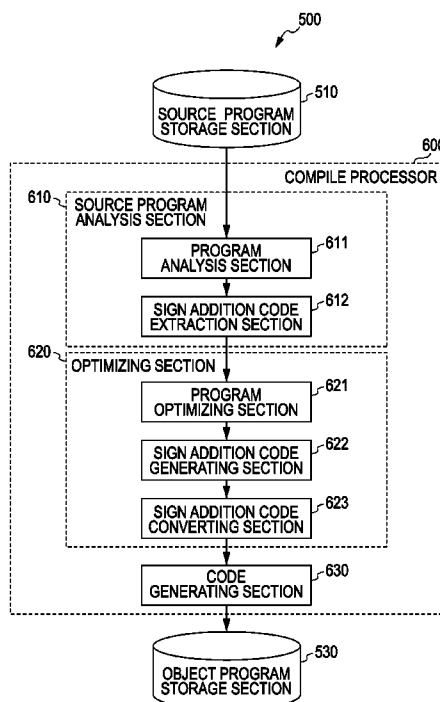 500
510
SOURCE PROGRAM
STORAGE SECTION
600
COMPILE PROCESSOR
610
SOURCE PROGRAM
ANALYSIS SECTION
611
PROGRAM
ANALYSIS SECTION
612
SIGN ADDITION CODE
EXTRACTION SECTION
620
OPTIMIZING SECTION
621
PROGRAM
OPTIMIZING SECTION
622
SIGN ADDITION CODE
GENERATING SECTION
623
SIGN ADDITION CODE
CONVERTING SECTION
630
CODE
GENERATING SECTION
530
OBJECT PROGRAM
STORAGE SECTION